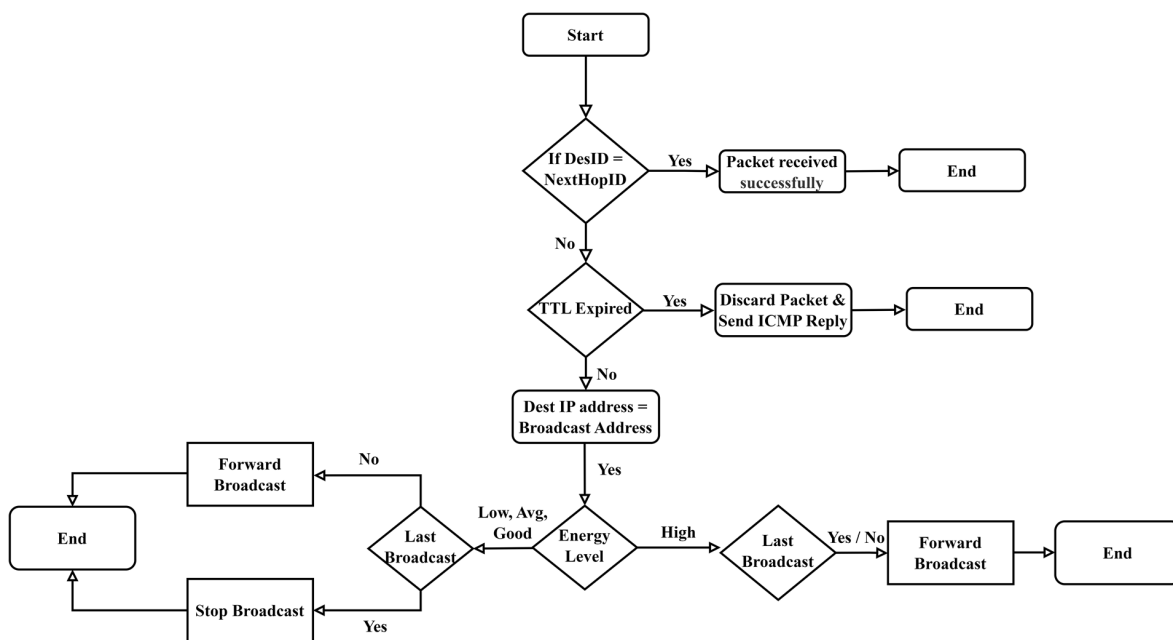 Start
If DesID =
NextHopID
Yes
Packet received
successfully
End
No
TTL Expired
Yes
Discard Packet &
Send ICMP Reply
End
No
Dest IP address =
Broadcast Address
Yes
Energy
Level
Low, Avg,
Good
Last
Broadcast
No
Forward
Broadcast
End
Yes
Stop Broadcast
High
Last
Broadcast
Yes / No
Forward
Broadcast
End